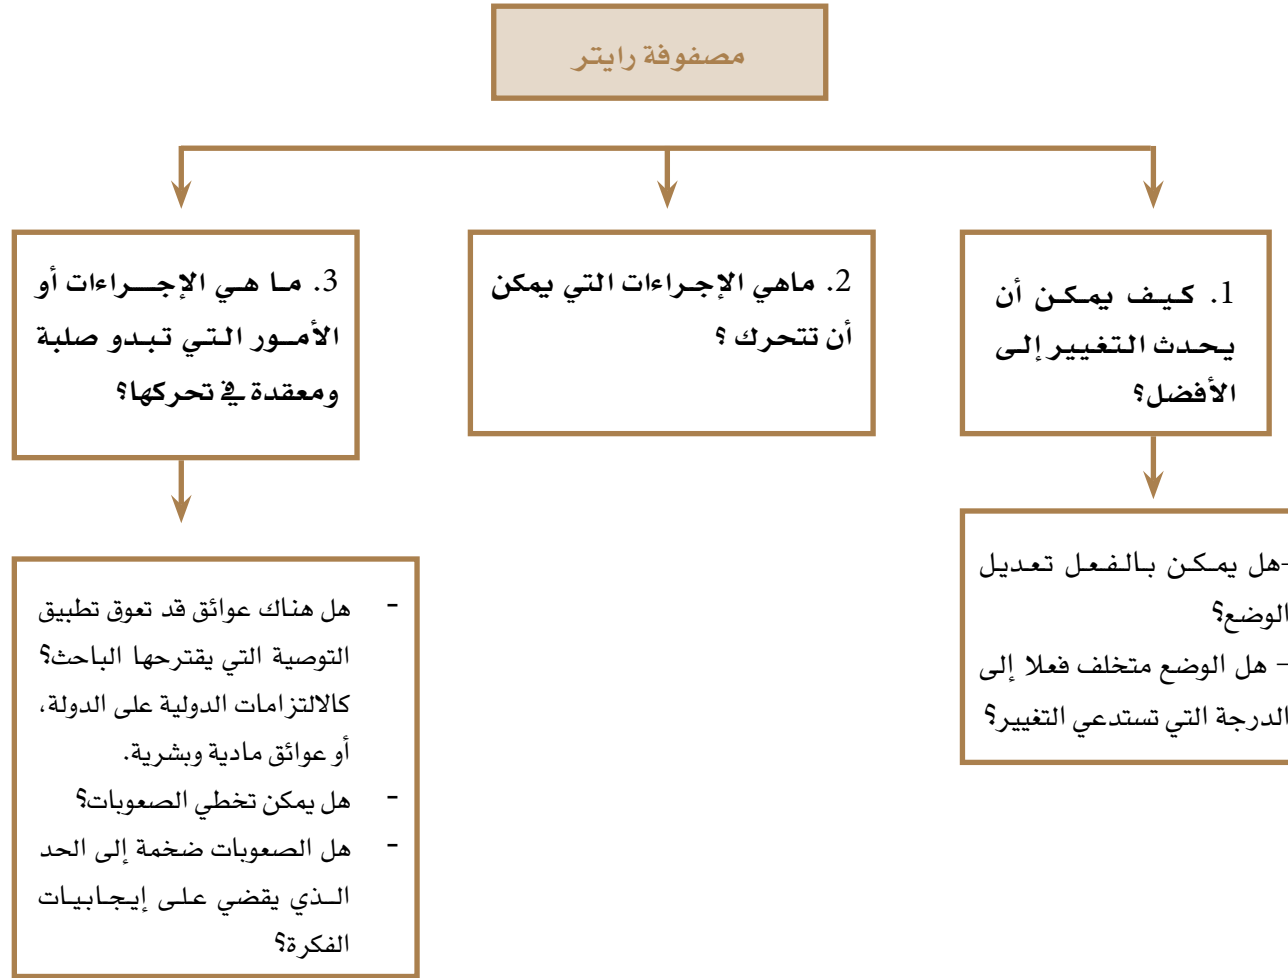 مصفوفة رايتر
1. كيف يمكن أن
يحدث التغيير إلى
الأفضل؟
2. ماهي الإجراءات التي يمكن
أن تتحرك ؟
3. ما هي الإجراءات أو
الأمور التي تبدو صلبة
ومعقدة في تحركها؟
-هل يمكن بالفعل تعديل
الوضع؟
- هل الوضع متخلف فعلا إلى
الدرجة التي تستدعي التغيير؟
- هل هناك عوائق قد تعوق تطبيق
التوصية التي يقترحها الباحث؟
كالالتزامات الدولية على الدولة،
أو عوائق مادية وبشرية.
- هل يمكن تخطي الصعوبات؟
- هل الصعوبات ضخمة إلى الحد
الذي يقضي على إيجابيات
الفكرة؟